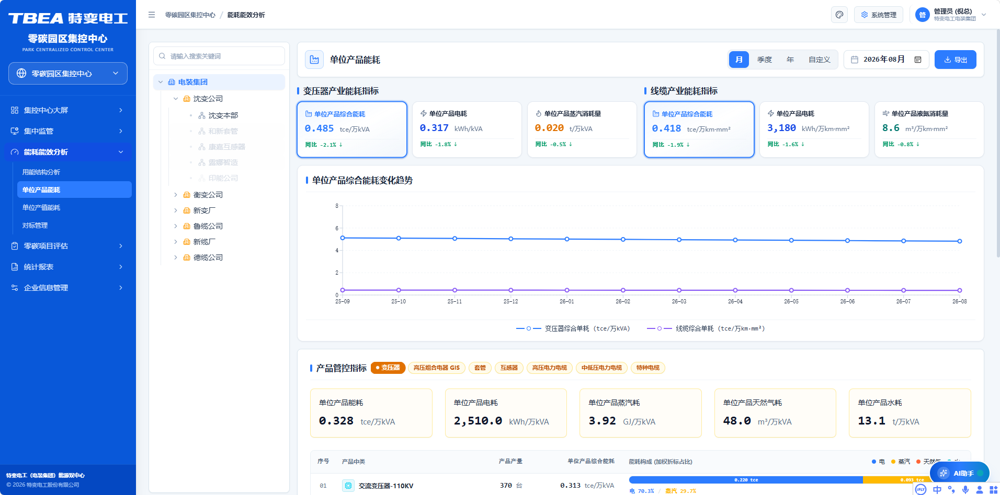 TBEA 特变电工
零碳园区集控中心
PARK CENTRALIZED CONTROL CENTER
零碳园区集控中心
集控中心大屏
集中监管
能耗能效分析
用能结构分析
单位产品能耗
单位产值能耗
对标管理
零碳项目评估
统计报表
企业信息管理
特变电工（电装集团）能源双中心
© 2026 特变电工股份有限公司
零碳园区集控中心 / 能耗能效分析
系统管理
管
管理员 (倪总)
特变电工电装集团
请输入搜索关键词
电装集团
沈变公司
沈变本部
和新套管
康嘉互感器
露娜智造
印能公司
衡变公司
新变厂
鲁缆公司
新缆厂
德缆公司
单位产品能耗
月 季度 年 自定义
2026年08月
导出
变压器产业能耗指标
单位产品综合能耗
0.485 tce/万kVA
同比 -2.1% ↓
单位产品电耗
0.317 kWh/kVA
同比 -1.8% ↓
单位产品蒸汽消耗量
0.020 t/万kVA
同比 -0.5% ↓
线缆产业能耗指标
单位产品综合能耗
0.418 tce/万km·mm²
同比 -1.9% ↓
单位产品电耗
3,180 kWh/万km·mm²
同比 -1.6% ↓
单位产品液氮消耗量
8.6 m³/万km·mm²
同比 -0.8% ↓
单位产品综合能耗变化趋势
8
6
4
2
0
25-09 25-10 25-11 25-12 26-01 26-02 26-03 26-04 26-05 26-06 26-07 26-08
变压器综合单耗 (tce/万kVA) 线缆综合单耗 (tce/万km·mm²)
产品管控指标 变压器 高压组合电器 GIS 套管 互感器 高压电力电缆 中低压电力电缆 特种电缆
单位产品能耗
0.328 tce/万kVA
单位产品电耗
2,510.0 kWh/万kVA
单位产品蒸汽耗
3.92 GJ/万kVA
单位产品天然气耗
48.0 m³/万kVA
单位产品水耗
13.1 t/万kVA
序号 产品中类 产品产量 单位产品综合能耗 能耗构成 (加权折标占比) 电 蒸汽 天然气
01 交流变压器-110KV 370 台 0.313 tce/万kVA
0.220 tce 0.093 tce
电 70.3% / 蒸汽 29.7%
AI助手
iFLY 中